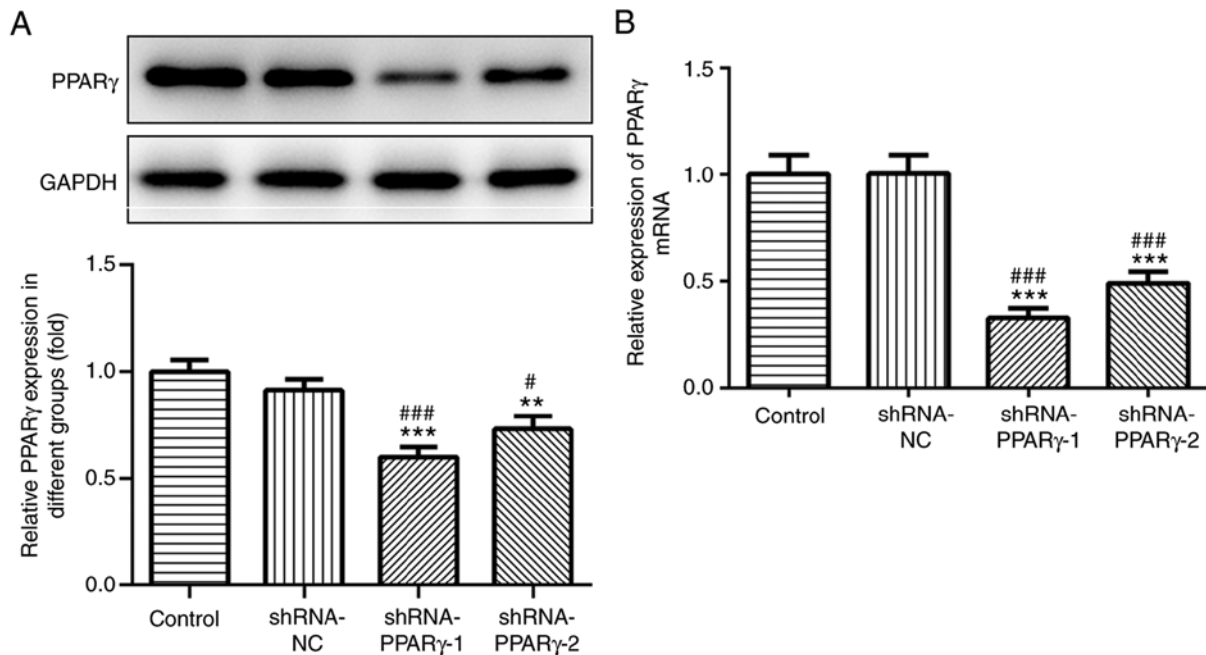 A
PPARγ
GAPDH
Relative PPARγ expression in
different groups (fold)
1.5
1.0
0.5
0.0
###
***
#
**
Control
shRNA-
NC
shRNA-
PPARγ-1
shRNA-
PPARγ-2
B
Relative expression of PPARγ
mRNA
1.5
1.0
0.5
0.0
###
***
###
***
Control
shRNA-
NC
shRNA-
PPARγ-1
shRNA-
PPARγ-2